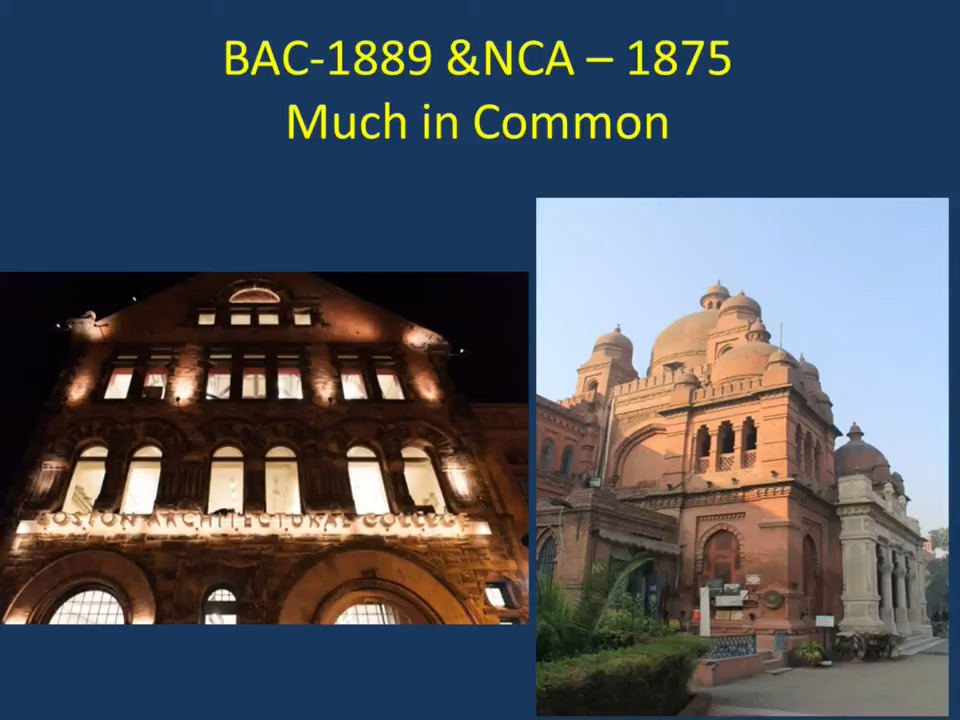 BAC-1889 &NCA – 1875
Much in Common
BOSTON ARCHITECTURAL COLLEGE